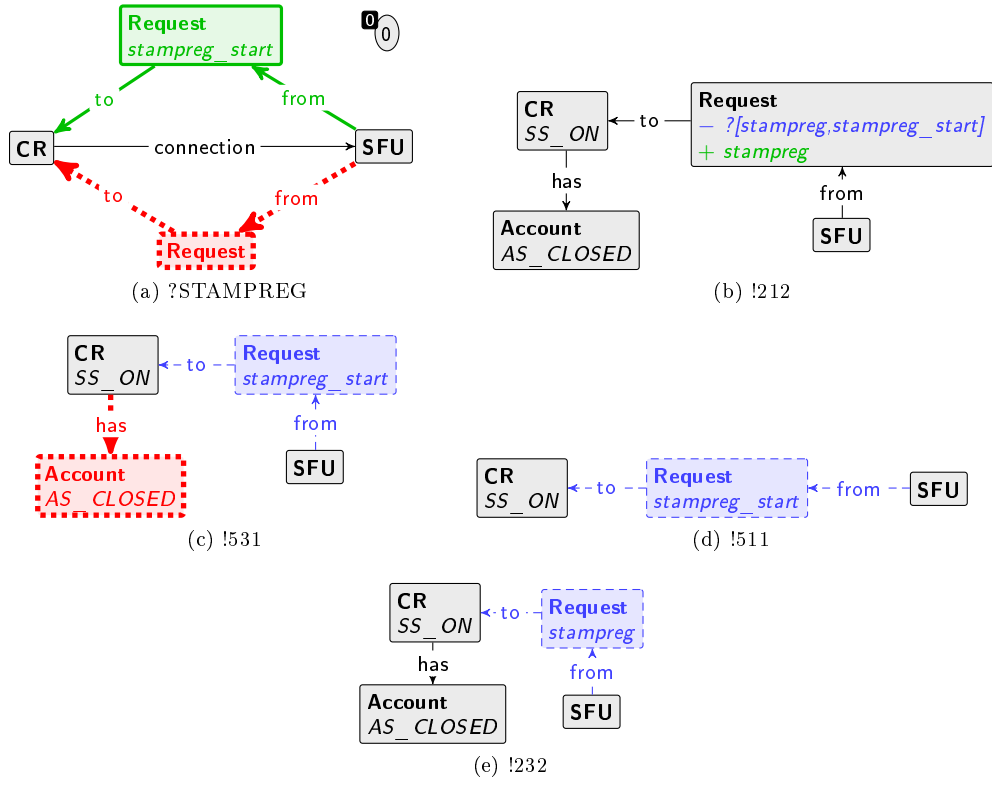 Request
stampreg_start
0
0
to
from
CR
connection
SFU
to
from
Request
(a) ?STAMPREG
CR
SS_ON
to
Request
− ?[stampreg,stampreg_start]
+ stampreg
has
from
Account
AS_CLOSED
SFU
(b) !212
CR
SS_ON
to
Request
stampreg_start
has
from
Account
AS_CLOSED
SFU
(c) !531
CR
SS_ON
to
Request
stampreg_start
from
SFU
(d) !511
CR
SS_ON
to
Request
stampreg
has
from
Account
AS_CLOSED
SFU
(e) !232